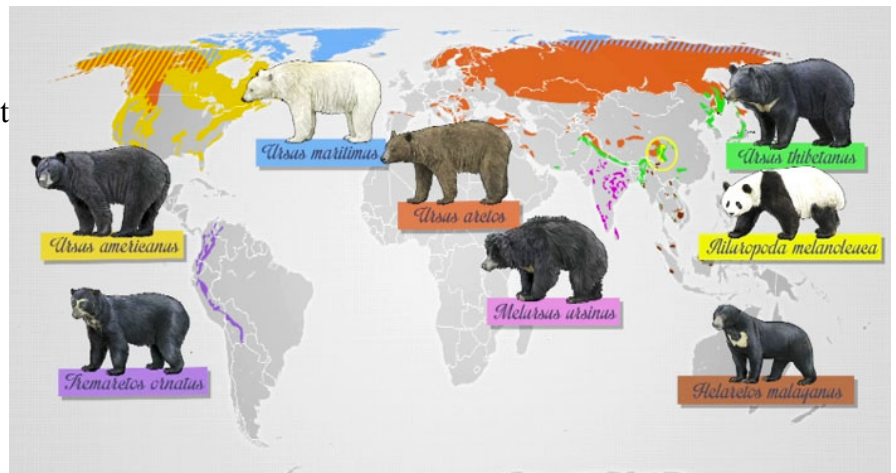 t
Ursus maritimus
Ursus thibetanus
Ursus arctos
Ursus americanus
Ailuropoda melanoleuca
Melursus ursinus
Tremarctos ornatus
Helarctos malayanus